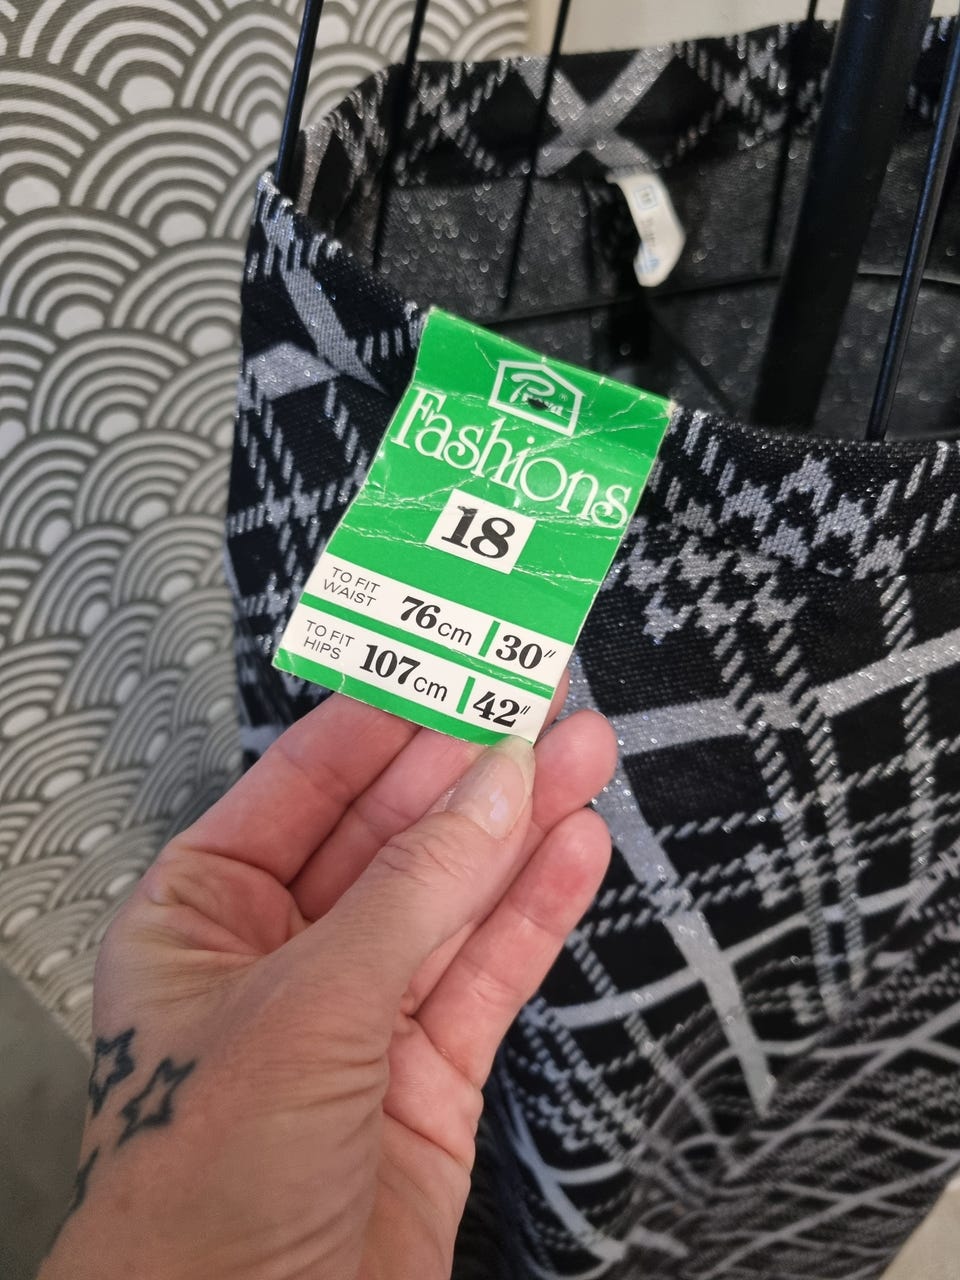 Fashions
18
TO FIT
WAIST 76cm 30"
TO FIT
HIPS 107cm 42"